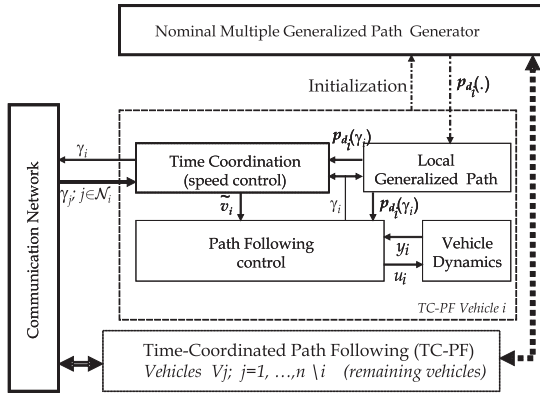 Nominal Multiple Generalized Path Generator
Initialization
p_{d_i}(.)
p_{d_i}(γ_i)
γ_i
Time Coordination
(speed control)
Local
Generalized Path
γ_j; j∈𝒩_i
ṽ_i
γ_i
p_{d_i}(γ_i)
Communication Network
Path Following
control
y_i
u_i
Vehicle
Dynamics
TC-PF Vehicle i
Time-Coordinated Path Following (TC-PF)
Vehicles Vj; j=1, …,n \i (remaining vehicles)